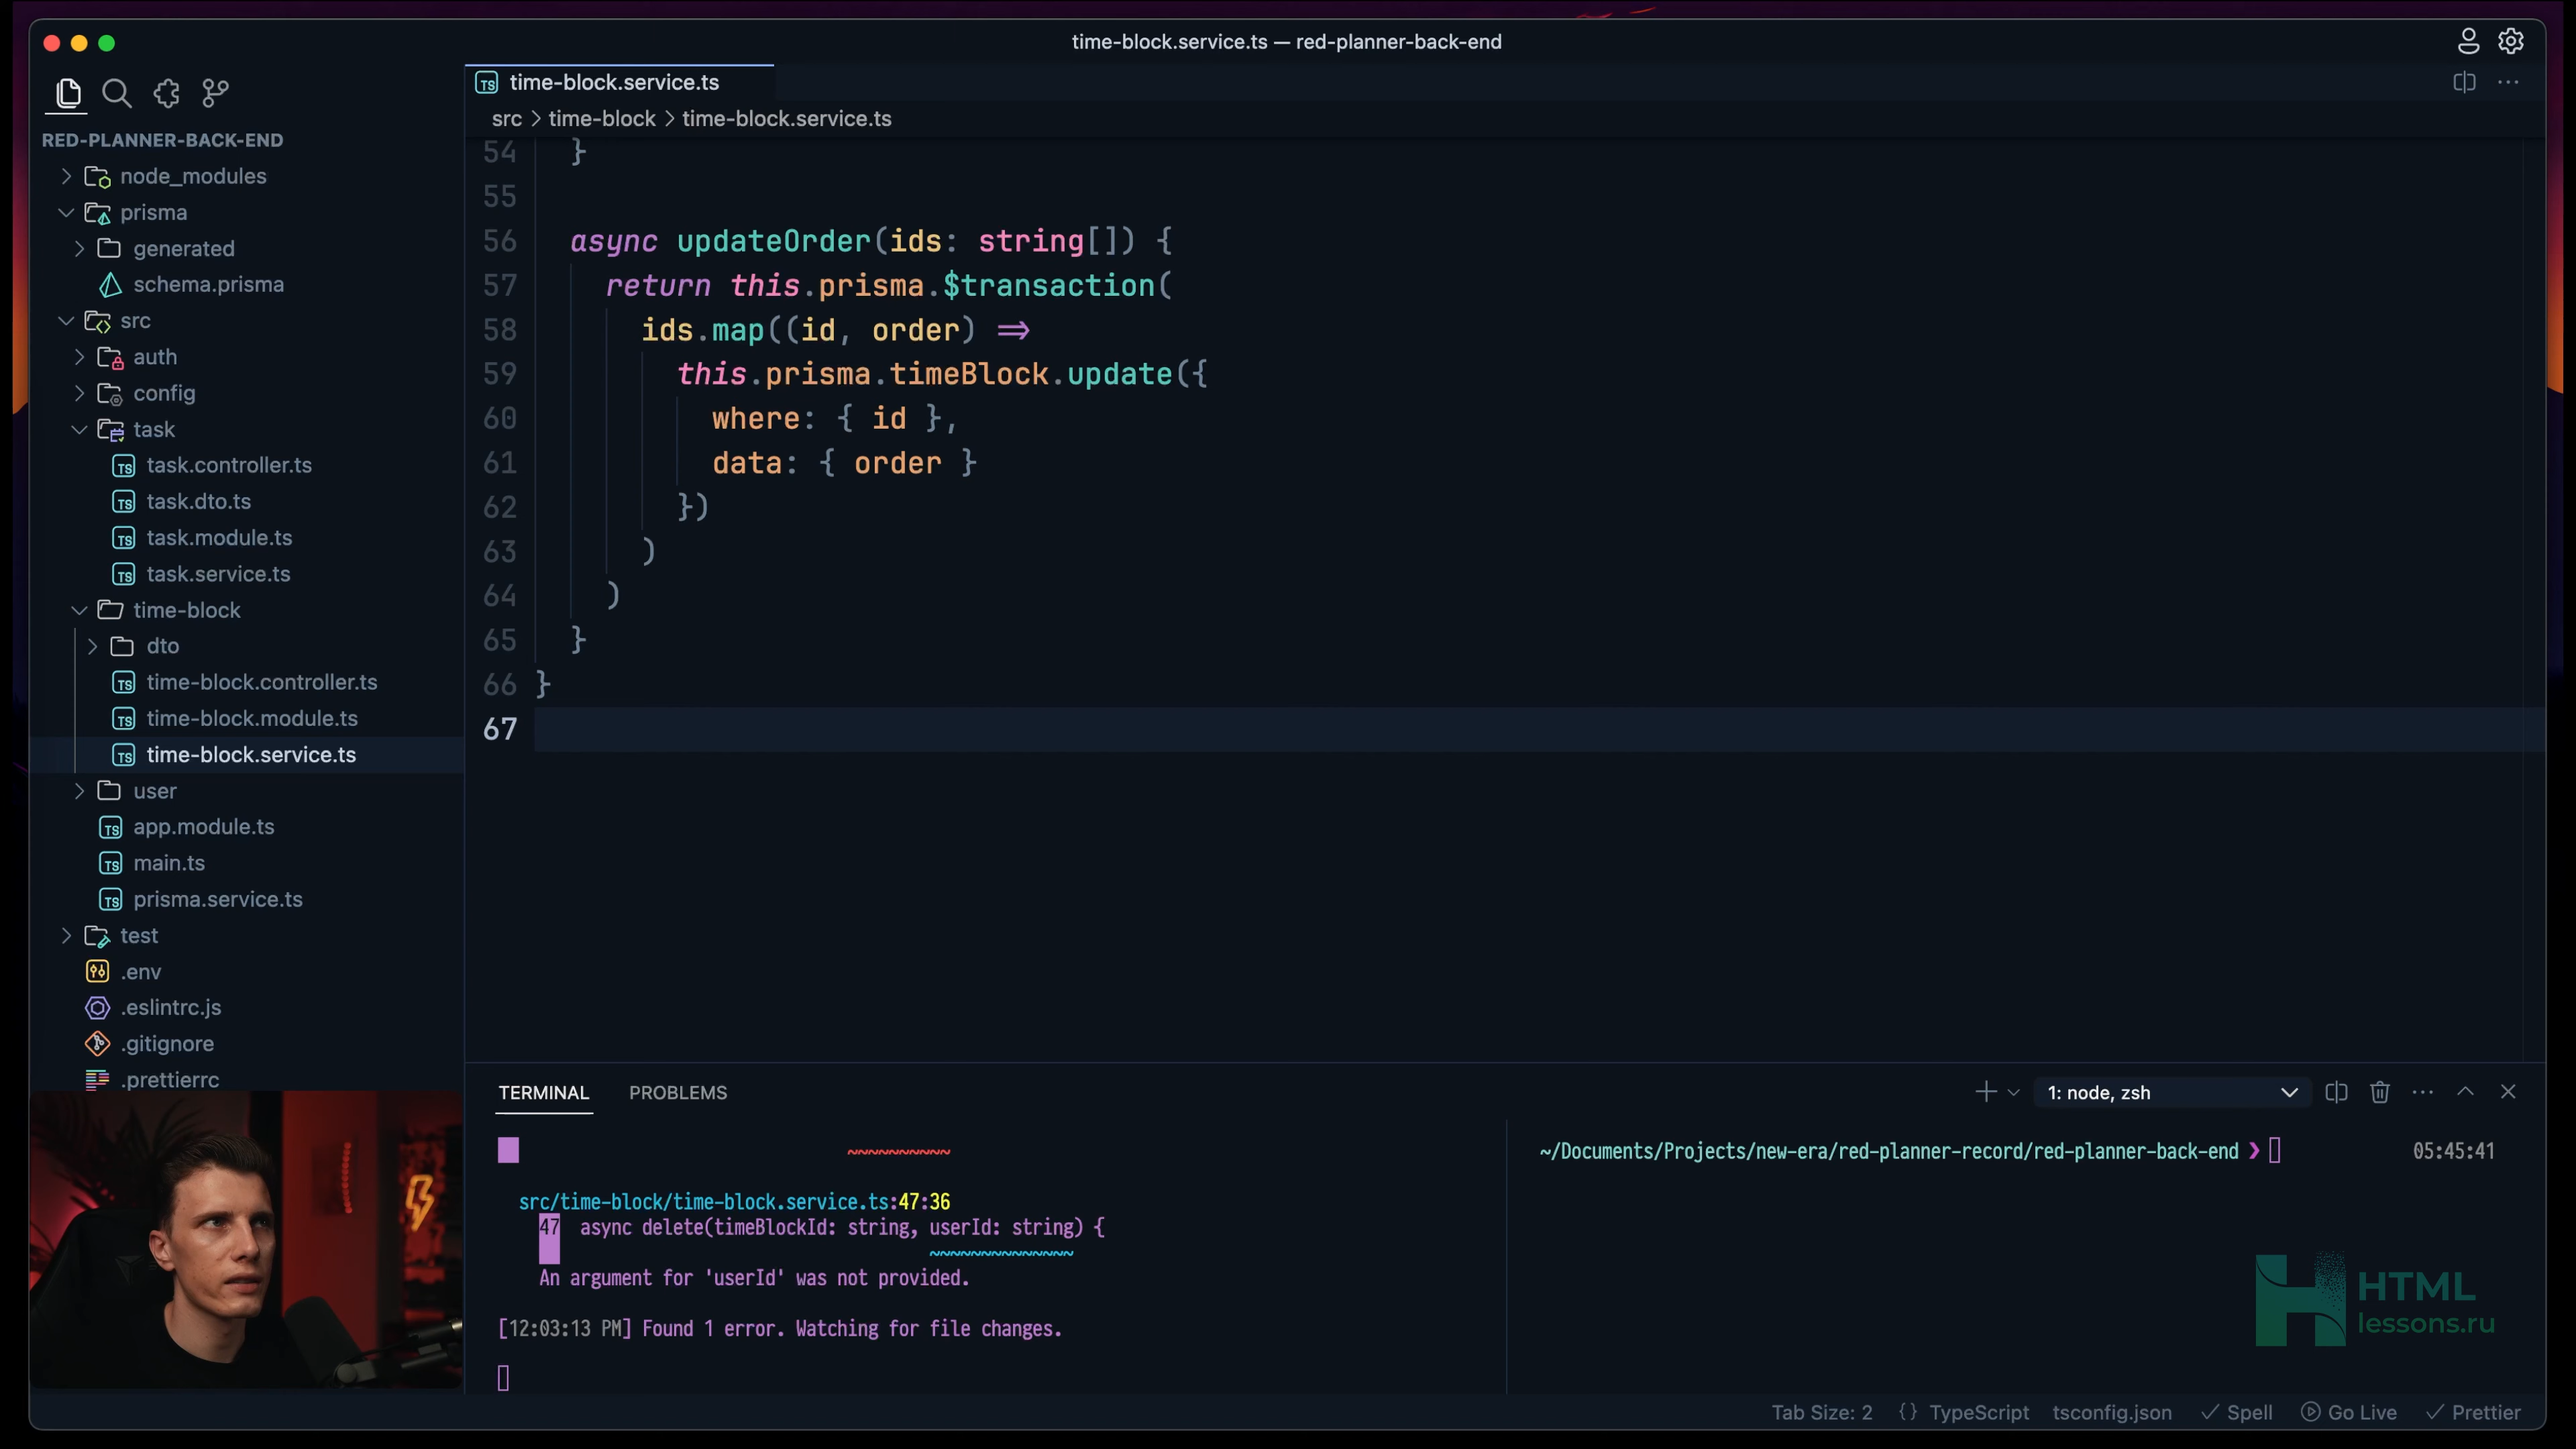 time-block.service.ts — red-planner-back-end
RED-PLANNER-BACK-END
node_modules
prisma
generated
schema.prisma
src
auth
config
task
task.controller.ts
task.dto.ts
task.module.ts
task.service.ts
time-block
dto
time-block.controller.ts
time-block.module.ts
time-block.service.ts
user
app.module.ts
main.ts
prisma.service.ts
test
.env
.eslintrc.js
.gitignore
.prettierrc
time-block.service.ts
src > time-block > time-block.service.ts
54 }
55
56 async updateOrder(ids: string[]) {
57 return this.prisma.$transaction(
58 ids.map((id, order) =>
59 this.prisma.timeBlock.update({
60 where: { id },
61 data: { order }
62 })
63 )
64 )
65 }
66 }
67
TERMINAL PROBLEMS
1: node, zsh
src/time-block/time-block.service.ts:47:36
47 async delete(timeBlockId: string, userId: string) {
An argument for 'userId' was not provided.
[12:03:13 PM] Found 1 error. Watching for file changes.
~/Documents/Projects/new-era/red-planner-record/red-planner-back-end ❯ 05:45:41
HTML
lessons.ru
Tab Size: 2 {} TypeScript tsconfig.json ✓ Spell Go Live ✓ Prettier